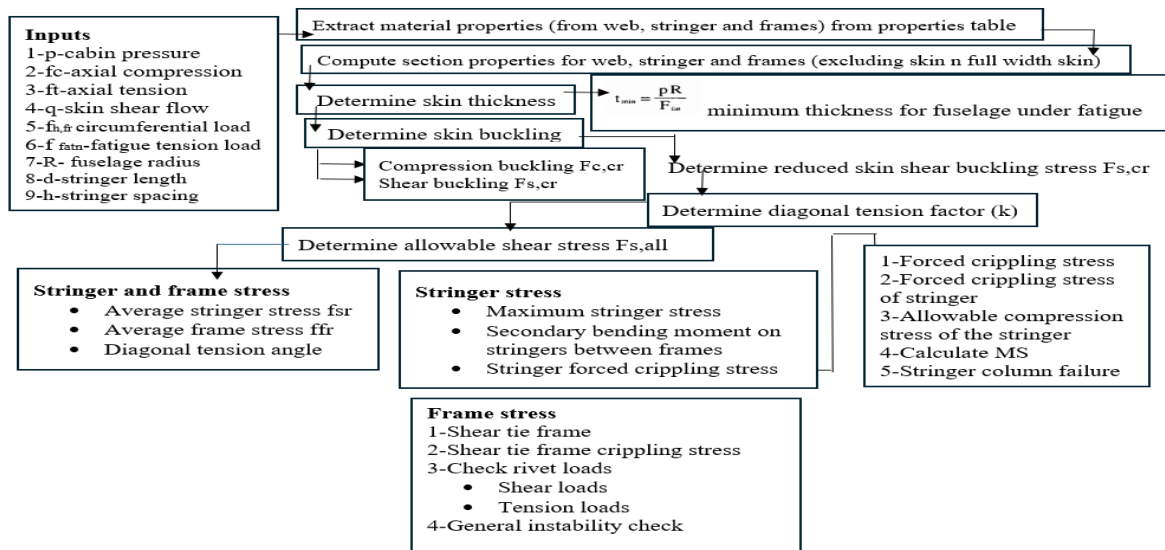 Inputs
1-p-cabin pressure
2-fc-axial compression
3-ft-axial tension
4-q-skin shear flow
5-fh,fr circumferential load
6-f fatn-fatigue tension load
7-R- fuselage radius
8-d-stringer length
9-h-stringer spacing
Extract material properties (from web, stringer and frames) from properties table
Compute section properties for web, stringer and frames (excluding skin n full width skin)
Determine skin thickness
t min = pR / F
minimum thickness for fuselage under fatigue
Determine skin buckling
Compression buckling Fc,cr
Shear buckling Fs,cr
Determine reduced skin shear buckling stress Fs,cr
Determine diagonal tension factor (k)
Determine allowable shear stress Fs,all
Stringer and frame stress
• Average stringer stress fsr
• Average frame stress ffr
• Diagonal tension angle
Stringer stress
• Maximum stringer stress
• Secondary bending moment on
stringers between frames
• Stringer forced crippling stress
1-Forced crippling stress
2-Forced crippling stress
of stringer
3-Allowable compression
stress of the stringer
4-Calculate MS
5-Stringer column failure
Frame stress
1-Shear tie frame
2-Shear tie frame crippling stress
3-Check rivet loads
• Shear loads
• Tension loads
4-General instability check